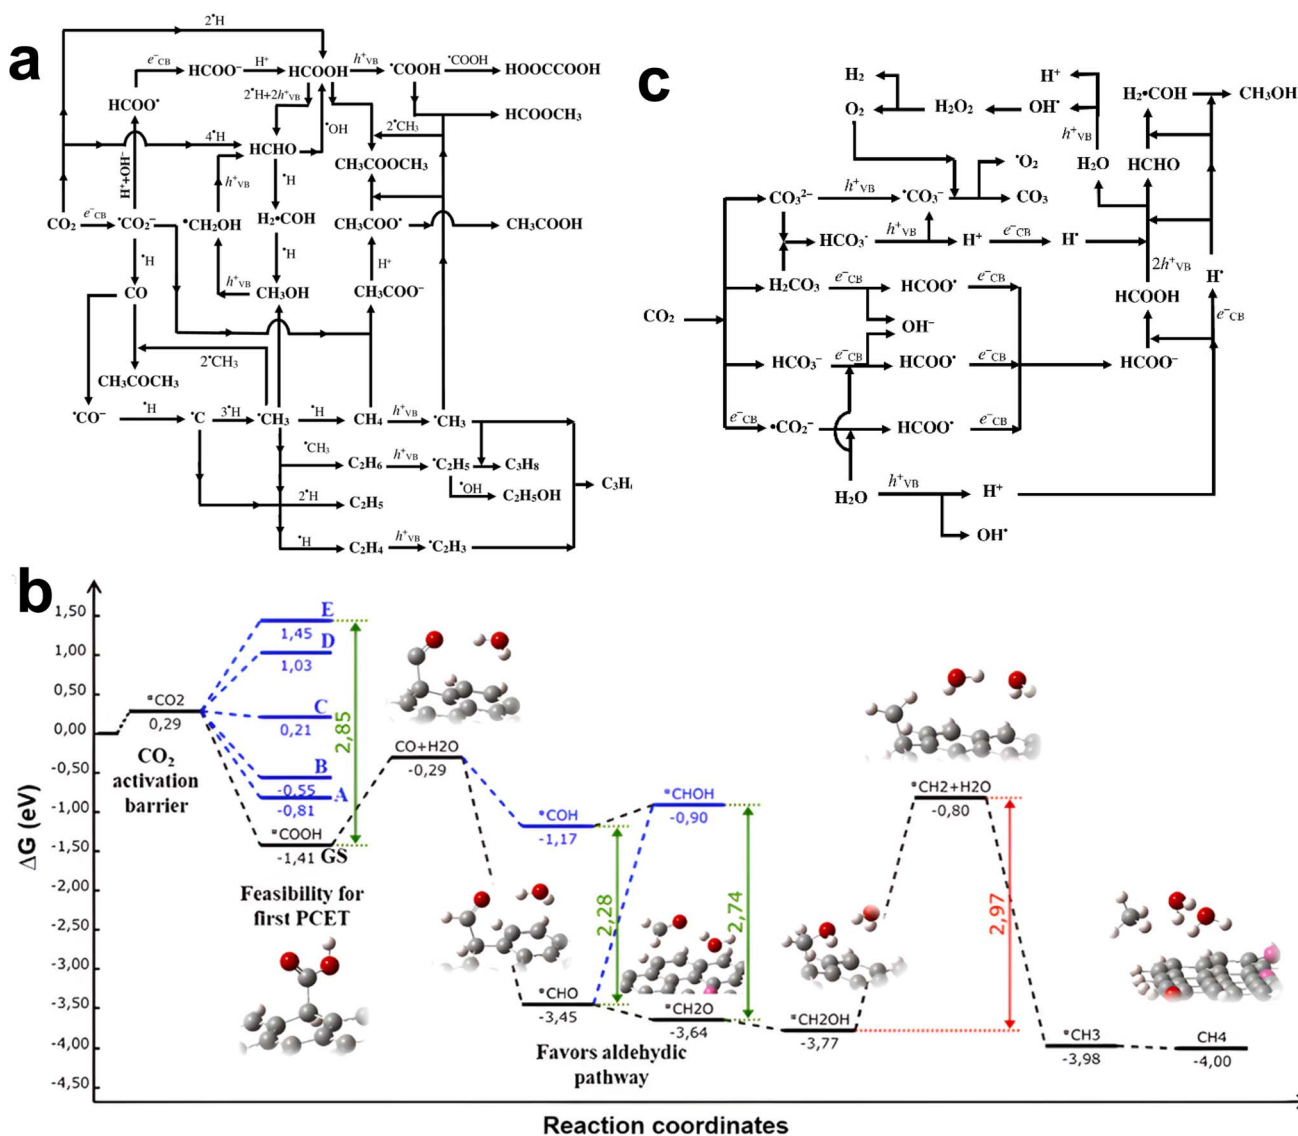 a
2•H
e⁻CB HCOO⁻ H⁺ HCOOH h⁺VB •COOH •COOH HOOCCOOH
HCOO•
2•H+2h⁺VB
HCOOCH₃
•OH
2•CH₃
4•H
HCHO
CH₃COOCH₃
H⁺+OH⁻
h⁺VB
•H
CO₂ e⁻CB •CO₂⁻ •CH₂OH H₂•COH CH₃COO• CH₃COOH
•H
•H
H⁺
CO h⁺VB CH₃OH CH₃COO⁻
2•CH₃
CH₃COCH₃
•CO⁻ •H •C 3•H •CH₃ •H CH₄ h⁺VB •CH₃
•CH₃ C₂H₆ h⁺VB •C₂H₅ C₃H₈
2•H C₂H₅ •OH C₂H₅OH
•H C₂H₄ h⁺VB •C₂H₃
c
H₂ H⁺ H₂•COH CH₃OH
O₂ H₂O₂ OH•
h⁺VB
•O₂ H₂O HCHO
CO₃²⁻ h⁺VB •CO₃⁻ CO₃
HCO₃⁻ h⁺VB H⁺ e⁻CB H•
2h⁺VB
H•
H₂CO₃ e⁻CB HCOO• e⁻CB HCOOH
CO₂ OH⁻ e⁻CB
HCO₃⁻ e⁻CB HCOO• e⁻CB HCOO⁻
e⁻CB •CO₂⁻ HCOO• e⁻CB
H₂O h⁺VB H⁺
OH•
b
ΔG (eV)
1,50
1,00
0,50
0,00
-0,50
-1,00
-1,50
-2,00
-2,50
-3,00
-3,50
-4,00
-4,50
*CO2
0,29
CO₂
activation
barrier
E
1,45
D
1,03
C
0,21
B
-0,55
A
-0,81
*COOH
-1,41 GS
2,85
Feasibility for
first PCET
CO+H2O
-0,29
*COH
-1,17
*CHOH
-0,90
2,28
2,74
*CHO
-3,45
*CH2O
-3,64
Favors aldehydic
pathway
*CH2OH
-3,77
*CH2+H2O
-0,80
2,97
*CH3
-3,98
CH4
-4,00
Reaction coordinates